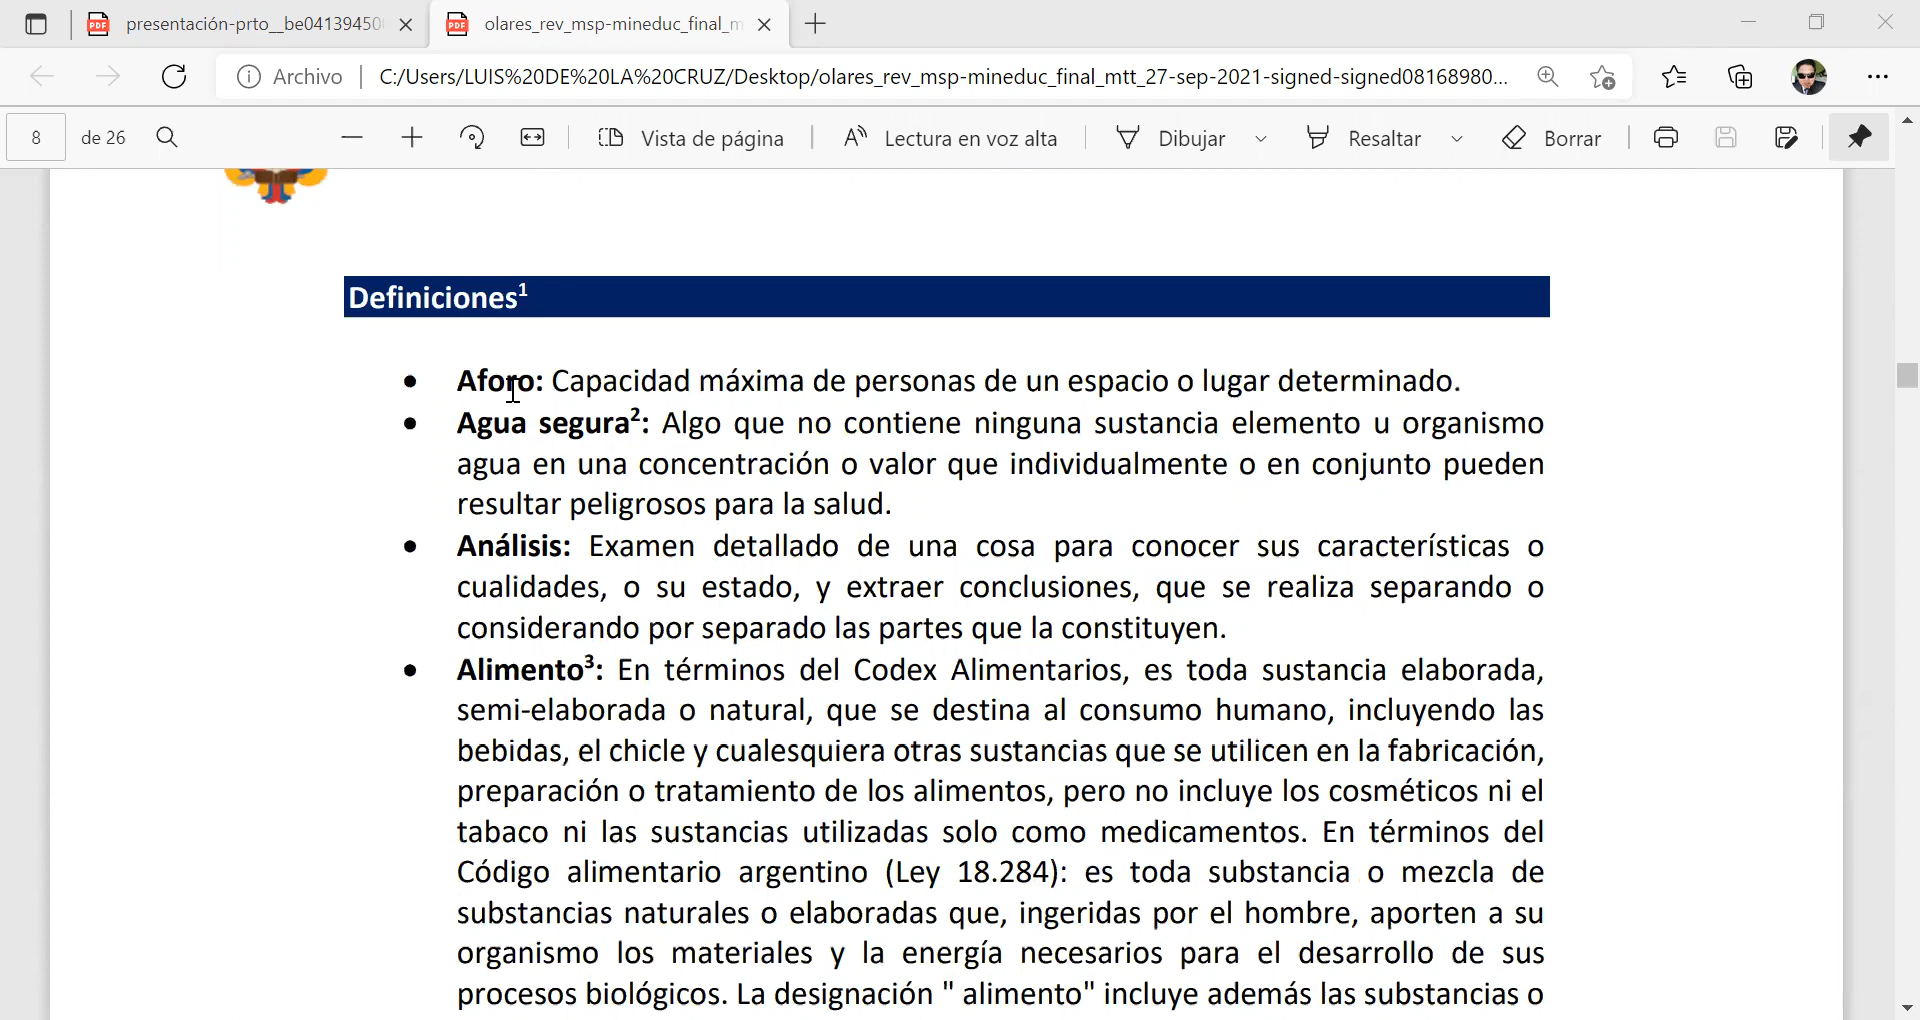 presentación-prto__be04139450
olares_rev_msp-mineduc_final_m
Archivo
C:/Users/LUIS%20DE%20LA%20CRUZ/Desktop/olares_rev_msp-mineduc_final_mtt_27-sep-2021-signed-signed08168980...
8 de 26
Vista de página
Lectura en voz alta
Dibujar
Resaltar
Borrar
Definiciones¹
• Aforo: Capacidad máxima de personas de un espacio o lugar determinado.
• Agua segura²: Algo que no contiene ninguna sustancia elemento u organismo
agua en una concentración o valor que individualmente o en conjunto pueden
resultar peligrosos para la salud.
• Análisis: Examen detallado de una cosa para conocer sus características o
cualidades, o su estado, y extraer conclusiones, que se realiza separando o
considerando por separado las partes que la constituyen.
• Alimento³: En términos del Codex Alimentarios, es toda sustancia elaborada,
semi-elaborada o natural, que se destina al consumo humano, incluyendo las
bebidas, el chicle y cualesquiera otras sustancias que se utilicen en la fabricación,
preparación o tratamiento de los alimentos, pero no incluye los cosméticos ni el
tabaco ni las sustancias utilizadas solo como medicamentos. En términos del
Código alimentario argentino (Ley 18.284): es toda substancia o mezcla de
substancias naturales o elaboradas que, ingeridas por el hombre, aporten a su
organismo los materiales y la energía necesarios para el desarrollo de sus
procesos biológicos. La designación " alimento" incluye además las substancias o